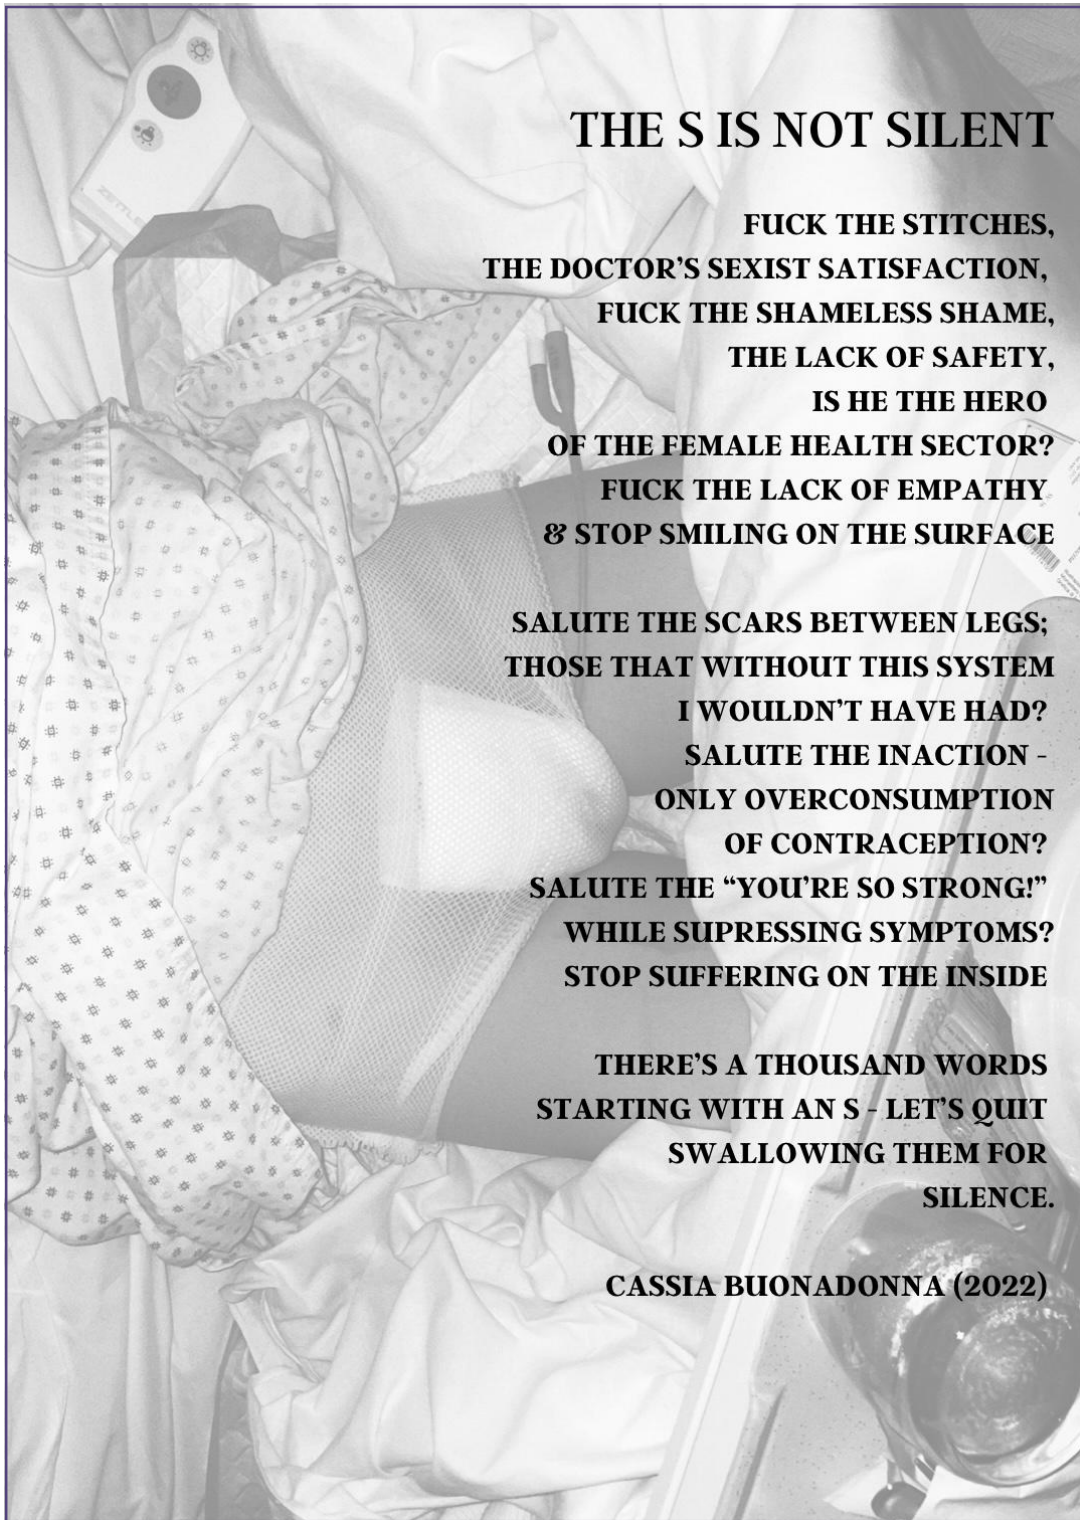 ZETTLE
THE S IS NOT SILENT
FUCK THE STITCHES,
THE DOCTOR'S SEXIST SATISFACTION,
FUCK THE SHAMELESS SHAME,
THE LACK OF SAFETY,
IS HE THE HERO
OF THE FEMALE HEALTH SECTOR?
FUCK THE LACK OF EMPATHY
& STOP SMILING ON THE SURFACE
SALUTE THE SCARS BETWEEN LEGS;
THOSE THAT WITHOUT THIS SYSTEM
I WOULDN'T HAVE HAD?
SALUTE THE INACTION -
ONLY OVERCONSUMPTION
OF CONTRACEPTION?
SALUTE THE “YOU'RE SO STRONG!”
WHILE SUPRESSING SYMPTOMS?
STOP SUFFERING ON THE INSIDE
THERE'S A THOUSAND WORDS
STARTING WITH AN S - LET'S QUIT
SWALLOWING THEM FOR
SILENCE.
CASSIA BUONADONNA (2022)